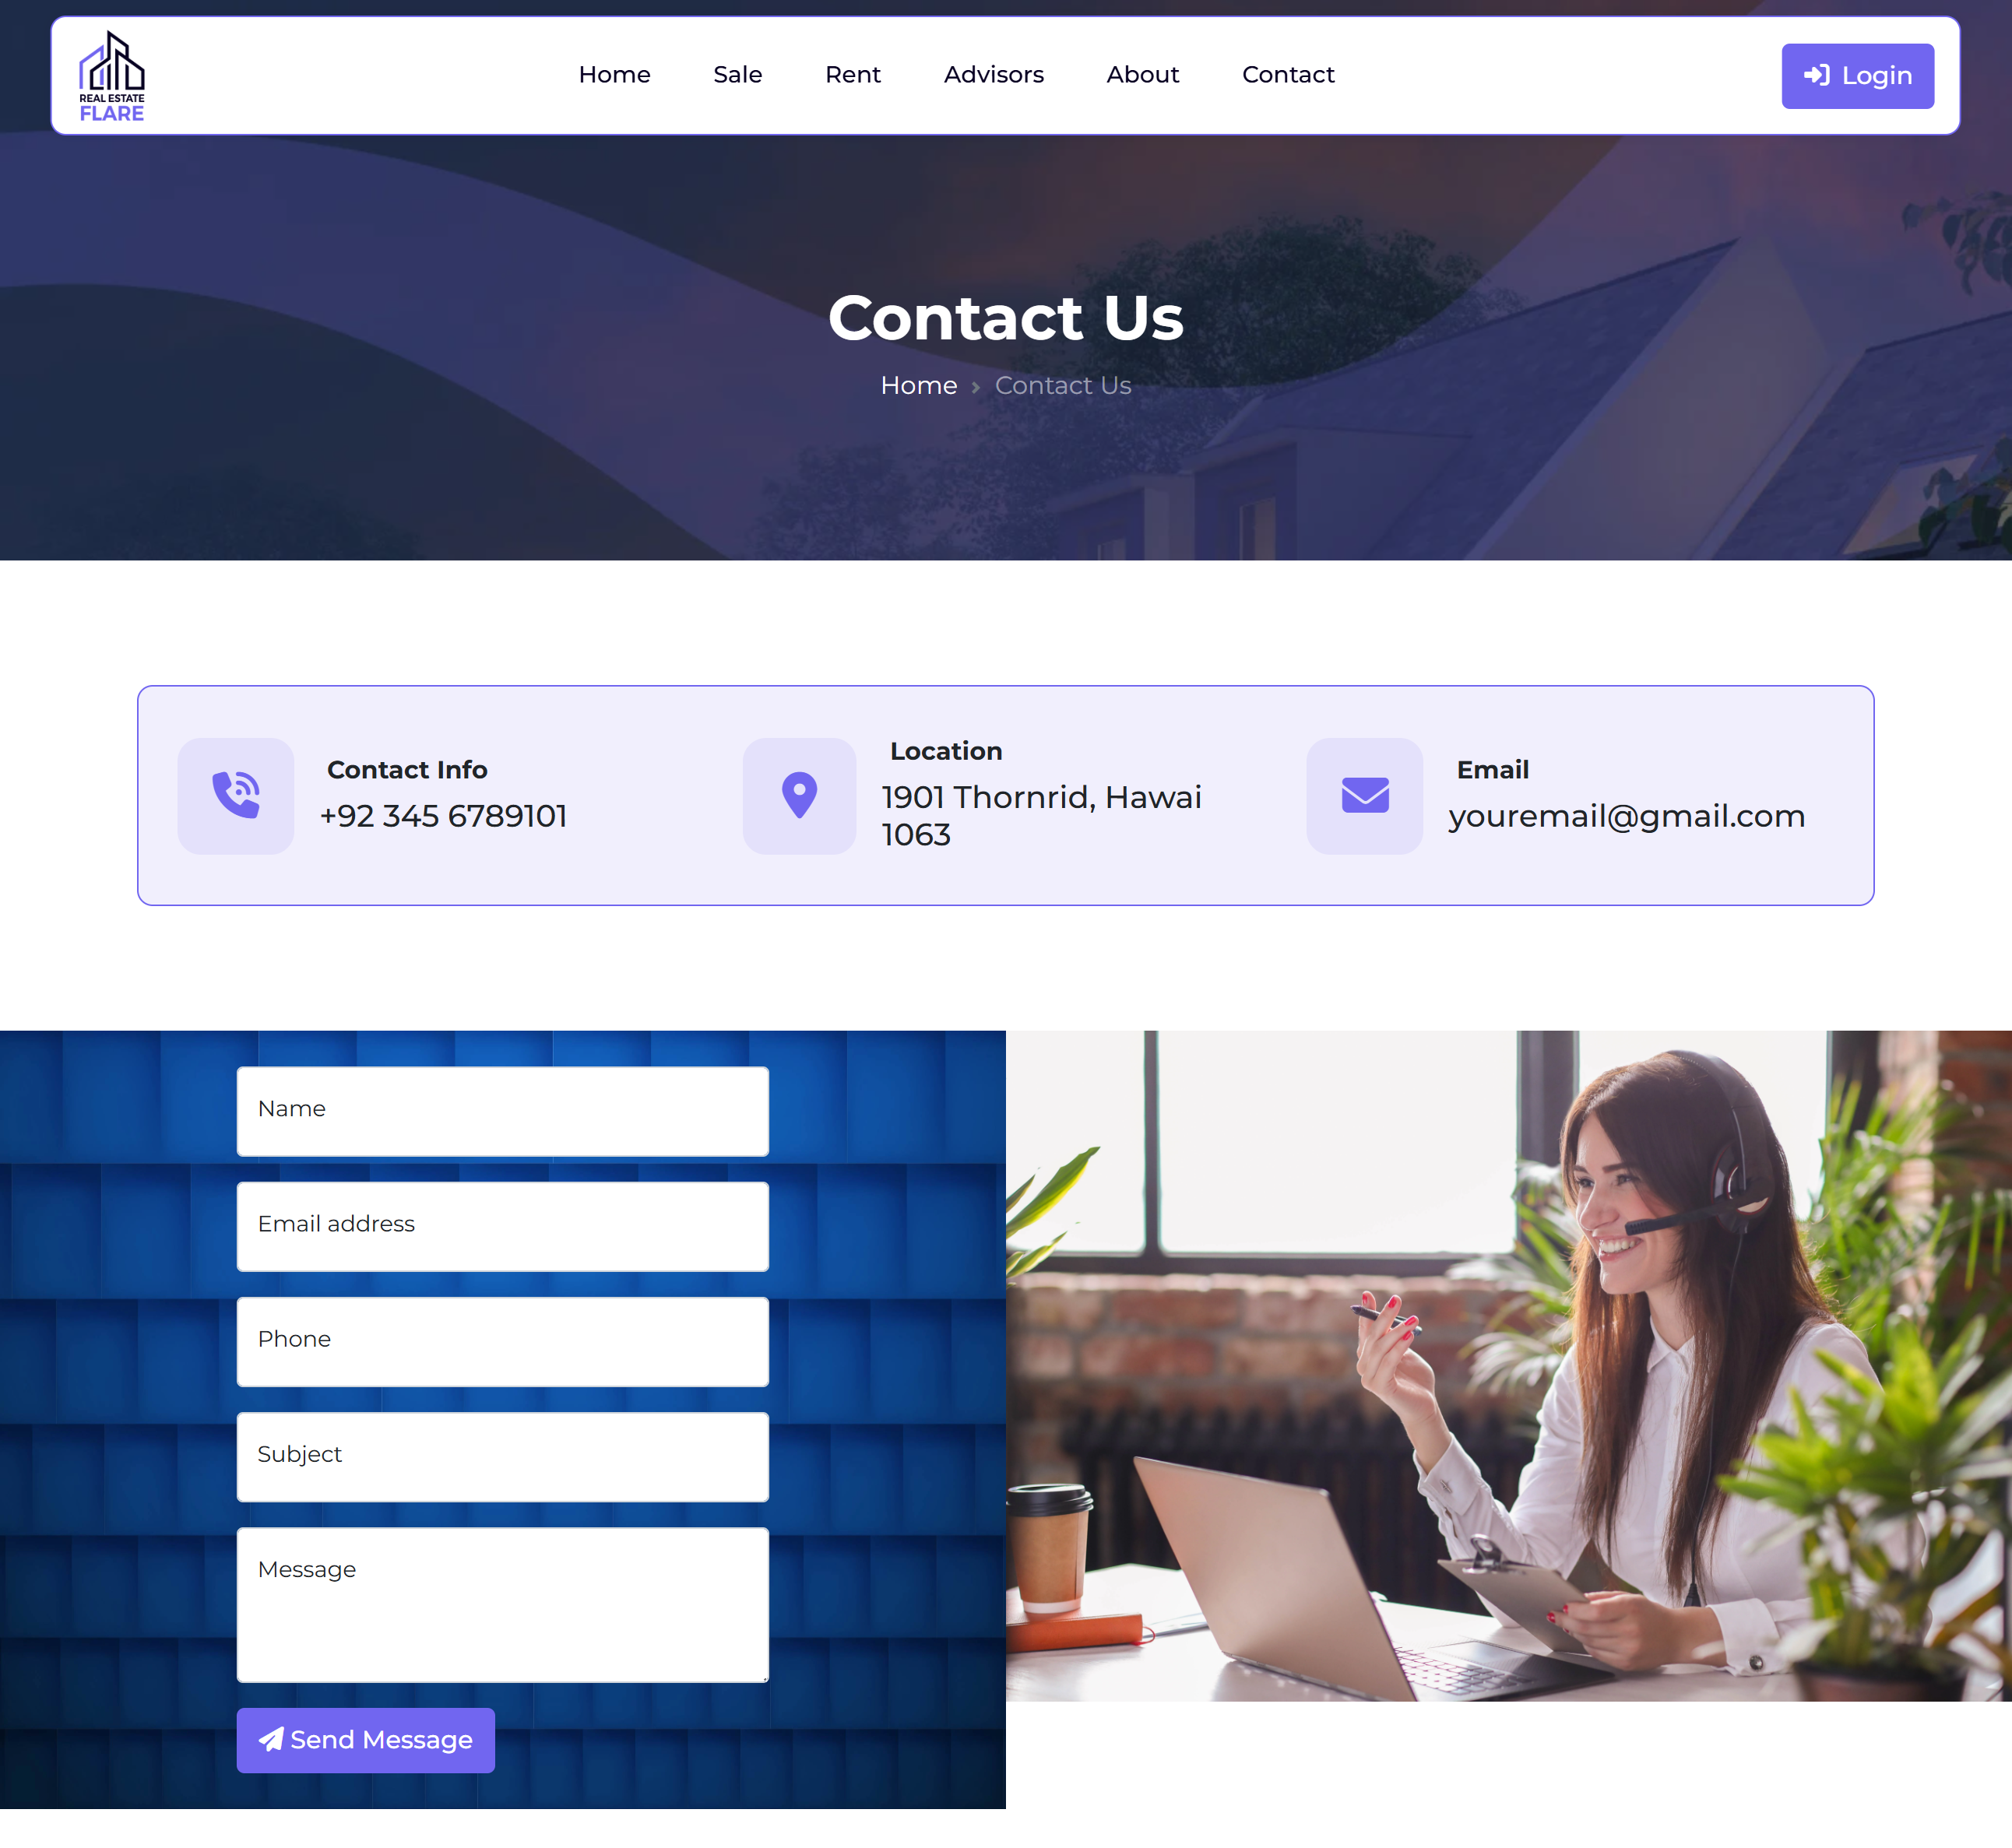 REAL ESTATE
FLARE
Home
Sale
Rent
Advisors
About
Contact
Login
Contact Us
Home
Contact Us
Contact Info
+92 345 6789101
Location
1901 Thornrid, Hawai
1063
Email
youremail@gmail.com
Name
Email address
Phone
Subject
Message
Send Message